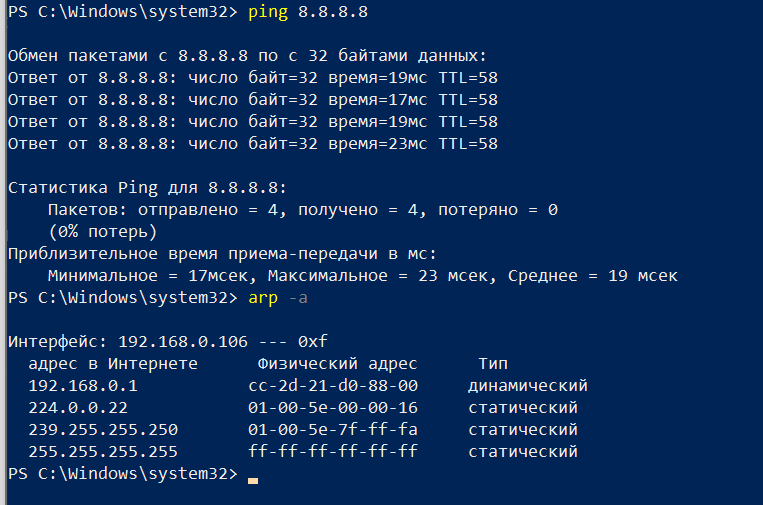 PS C:\Windows\system32> ping 8.8.8.8
Обмен пакетами с 8.8.8.8 по с 32 байтами данных:
Ответ от 8.8.8.8: число байт=32 время=19мс TTL=58
Ответ от 8.8.8.8: число байт=32 время=17мс TTL=58
Ответ от 8.8.8.8: число байт=32 время=19мс TTL=58
Ответ от 8.8.8.8: число байт=32 время=23мс TTL=58
Статистика Ping для 8.8.8.8:
Пакетов: отправлено = 4, получено = 4, потеряно = 0
(0% потерь)
Приблизительное время приема-передачи в мс:
Минимальное = 17мсек, Максимальное = 23 мсек, Среднее = 19 мсек
PS C:\Windows\system32> arp -a
Интерфейс: 192.168.0.106 --- 0xf
адрес в Интернете Физический адрес Тип
192.168.0.1 cc-2d-21-d0-88-00 динамический
224.0.0.22 01-00-5e-00-00-16 статический
239.255.255.250 01-00-5e-7f-ff-fa статический
255.255.255.255 ff-ff-ff-ff-ff-ff статический
PS C:\Windows\system32>